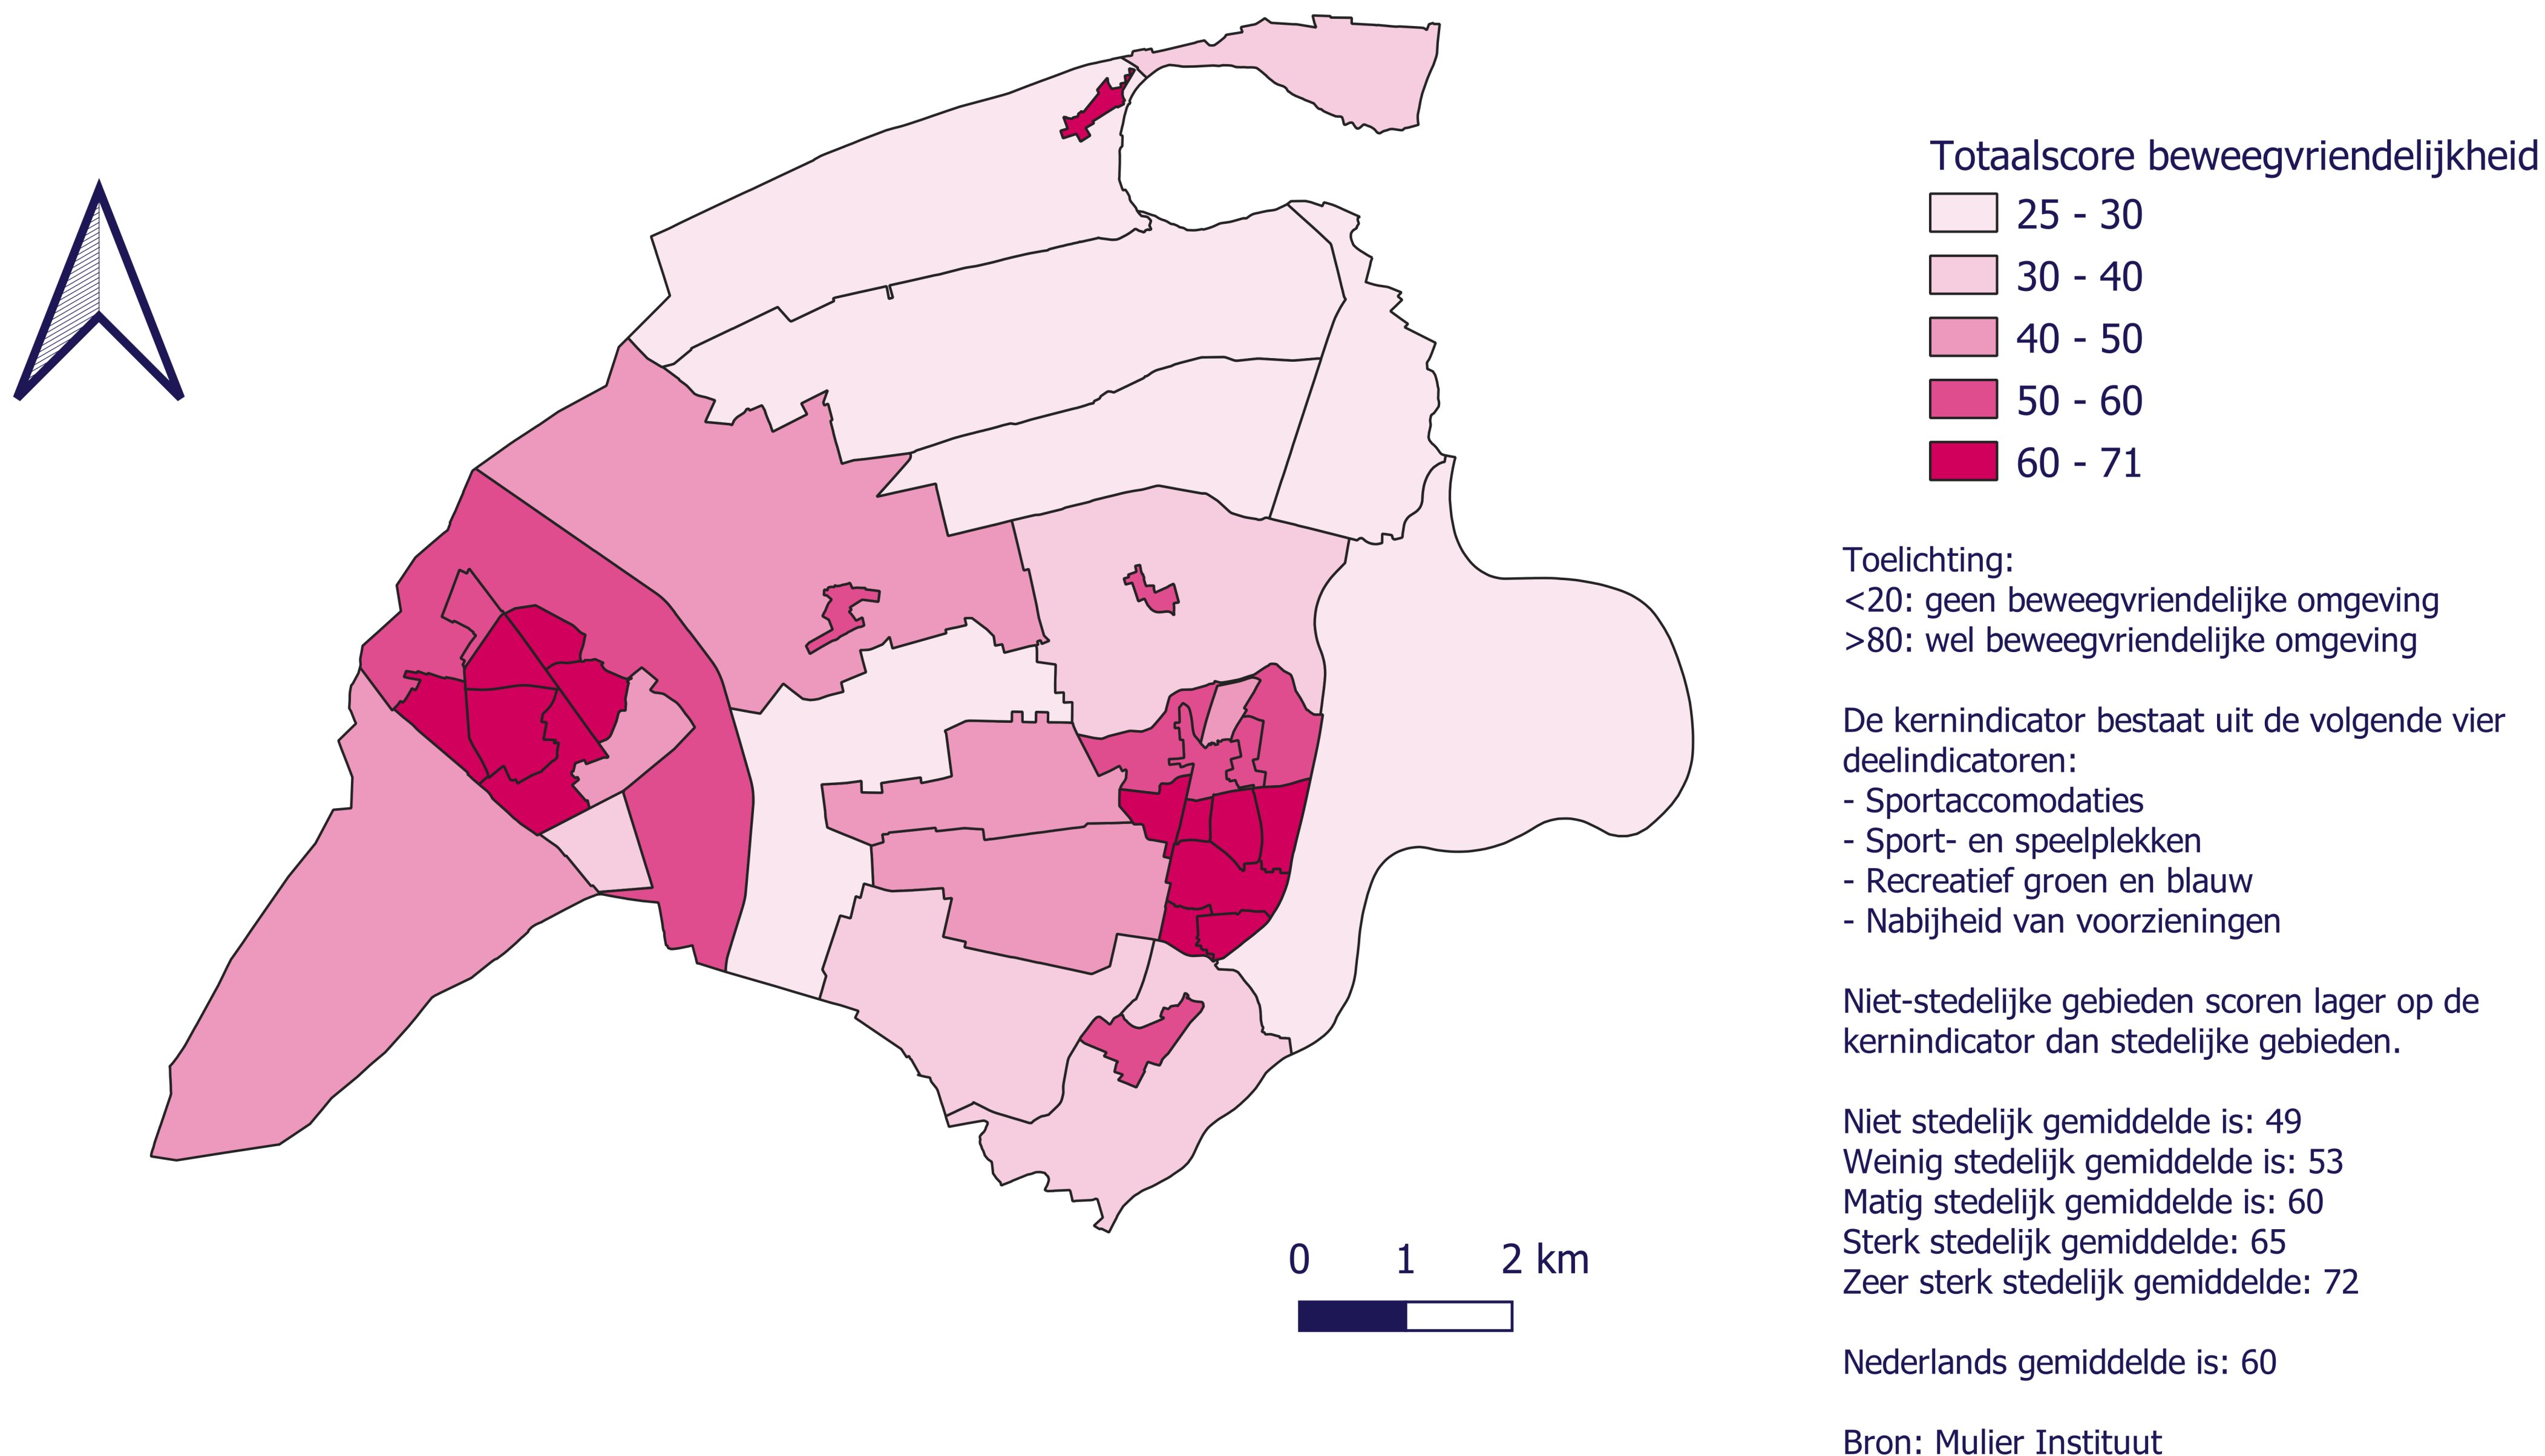 Totaalscore beweegvriendelijkheid
25 - 30
30 - 40
40 - 50
50 - 60
60 - 71
Toelichting:
<20: geen beweegvriendelijke omgeving
>80: wel beweegvriendelijke omgeving
De kernindicator bestaat uit de volgende vier
deelindicatoren:
- Sportaccomodaties
- Sport- en speelplekken
- Recreatief groen en blauw
- Nabijheid van voorzieningen
Niet-stedelijke gebieden scoren lager op de
kernindicator dan stedelijke gebieden.
Niet stedelijk gemiddelde is: 49
Weinig stedelijk gemiddelde is: 53
Matig stedelijk gemiddelde is: 60
Sterk stedelijk gemiddelde: 65
Zeer sterk stedelijk gemiddelde: 72
Nederlands gemiddelde is: 60
Bron: Mulier Instituut
0 1 2 km